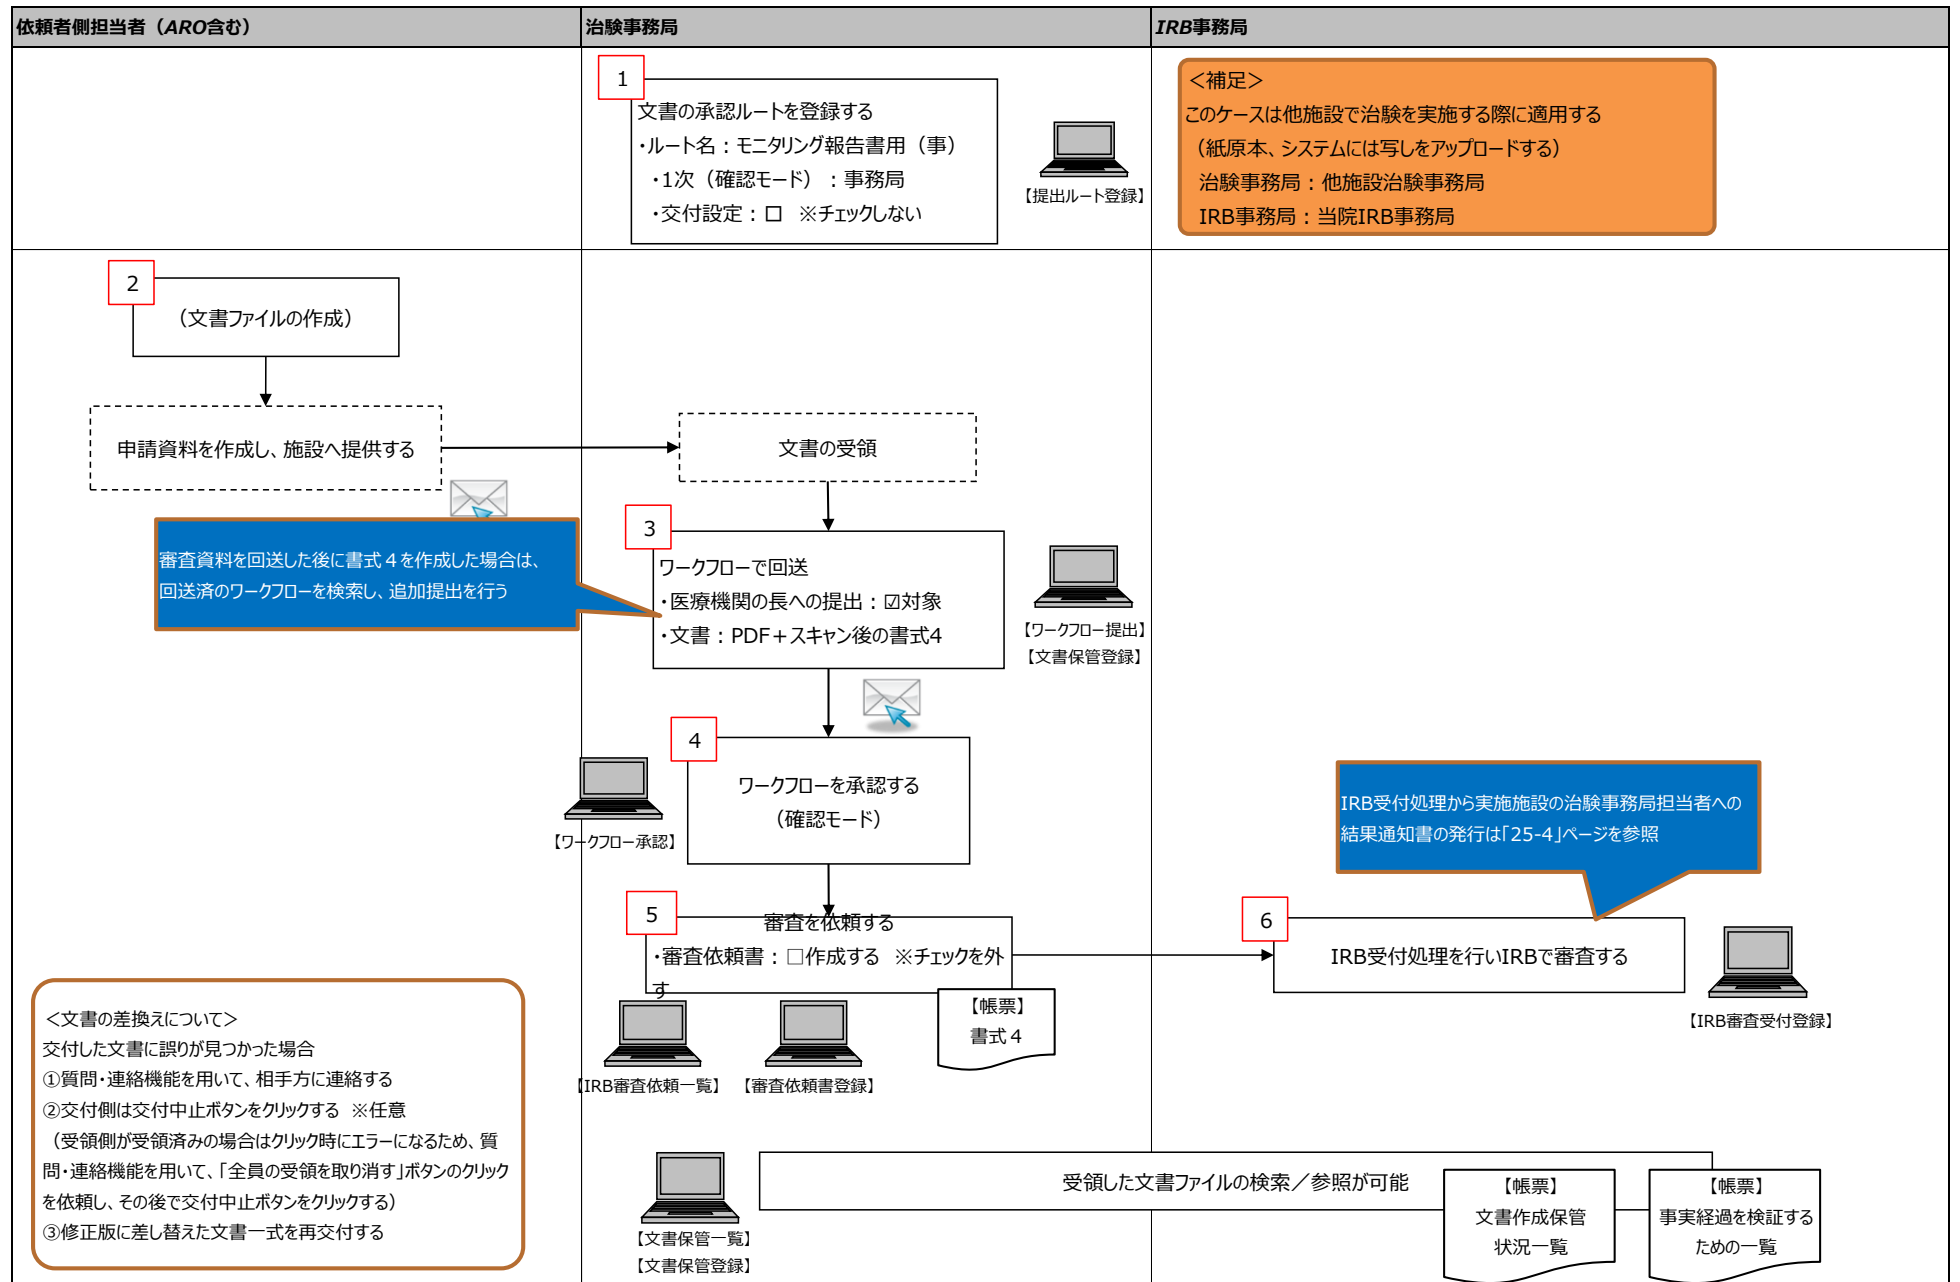 依頼者側担当者（ARO含む）
治験事務局
IRB事務局
1
文書の承認ルートを登録する
・ルート名：モニタリング報告書用（事）
・1次（確認モード）：事務局
・交付設定：□　※チェックしない
【提出ルート登録】
＜補足＞
このケースは他施設で治験を実施する際に適用する
（紙原本、システムには写しをアップロードする）
治験事務局：他施設治験事務局
IRB事務局：当院IRB事務局
2
（文書ファイルの作成）
申請資料を作成し、施設へ提供する
文書の受領
審査資料を回送した後に書式４を作成した場合は、
回送済のワークフローを検索し、追加提出を行う
3
ワークフローで回送
・医療機関の長への提出：☑対象
・文書：PDF＋スキャン後の書式4
【ワークフロー提出】
【文書保管登録】
4
ワークフローを承認する
（確認モード）
【ワークフロー承認】
IRB受付処理から実施施設の治験事務局担当者への
結果通知書の発行は「25-4」ページを参照
5
審査を依頼する
・審査依頼書：□作成する　※チェックを外
す
【帳票】
書式４
【IRB審査依頼一覧】
【審査依頼書登録】
6
IRB受付処理を行いIRBで審査する
【IRB審査受付登録】
＜文書の差換えについて＞
交付した文書に誤りが見つかった場合
①質問・連絡機能を用いて、相手方に連絡する
②交付側は交付中止ボタンをクリックする　※任意
（受領側が受領済みの場合はクリック時にエラーになるため、質
問・連絡機能を用いて、「全員の受領を取り消す」ボタンのクリック
を依頼し、その後で交付中止ボタンをクリックする）
③修正版に差し替えた文書一式を再交付する
【文書保管一覧】
【文書保管登録】
受領した文書ファイルの検索／参照が可能
【帳票】
文書作成保管
状況一覧
【帳票】
事実経過を検証する
ための一覧